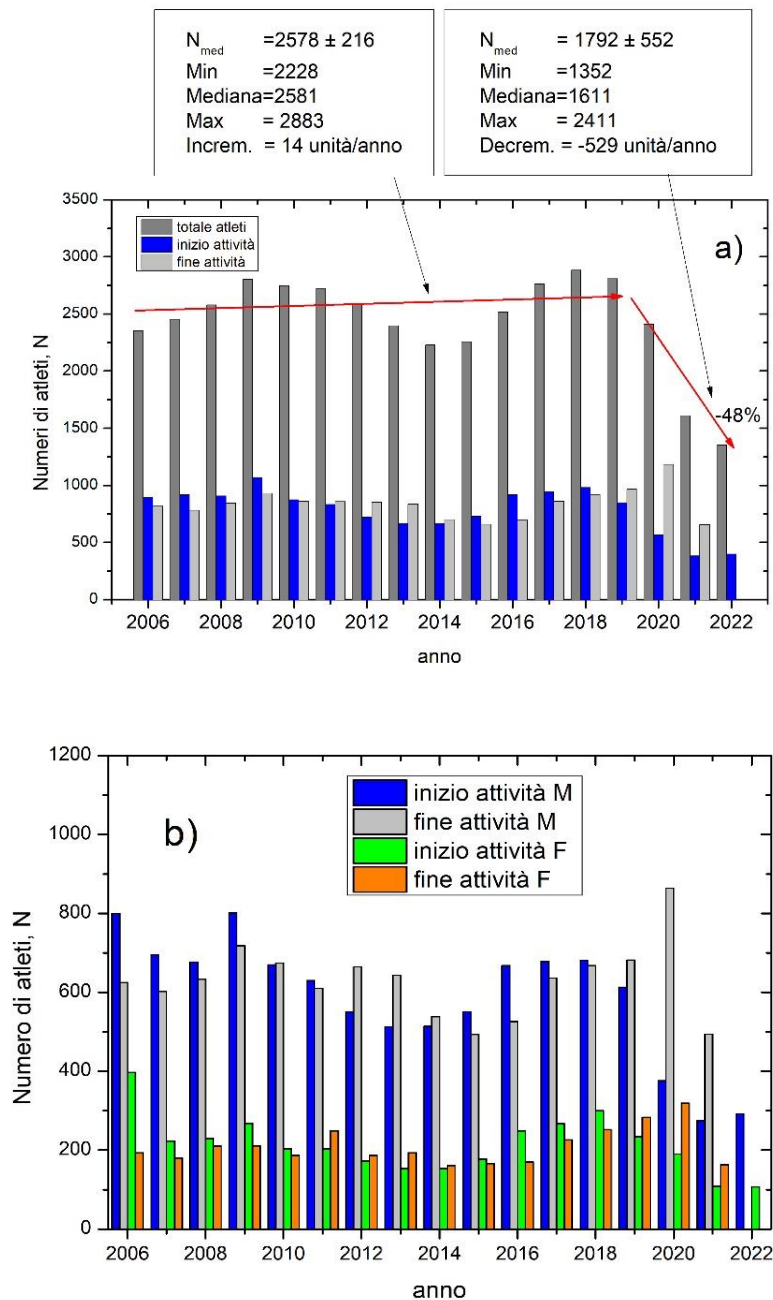 N_med =2578 ± 216
Min =2228
Mediana=2581
Max = 2883
Increm. = 14 unità/anno
N_med = 1792 ± 552
Min = 1352
Mediana=1611
Max = 2411
Decrem. = -529 unità/anno
3500
3000
2500
2000
1500
1000
500
0
Numeri di atleti, N
totale atleti
inizio attività
fine attività
a)
-48%
2006 2008 2010 2012 2014 2016 2018 2020 2022
anno
1200
1000
800
600
400
200
0
Numero di atleti, N
b)
inizio attività M
fine attività M
inizio attività F
fine attività F
2006 2008 2010 2012 2014 2016 2018 2020 2022
anno